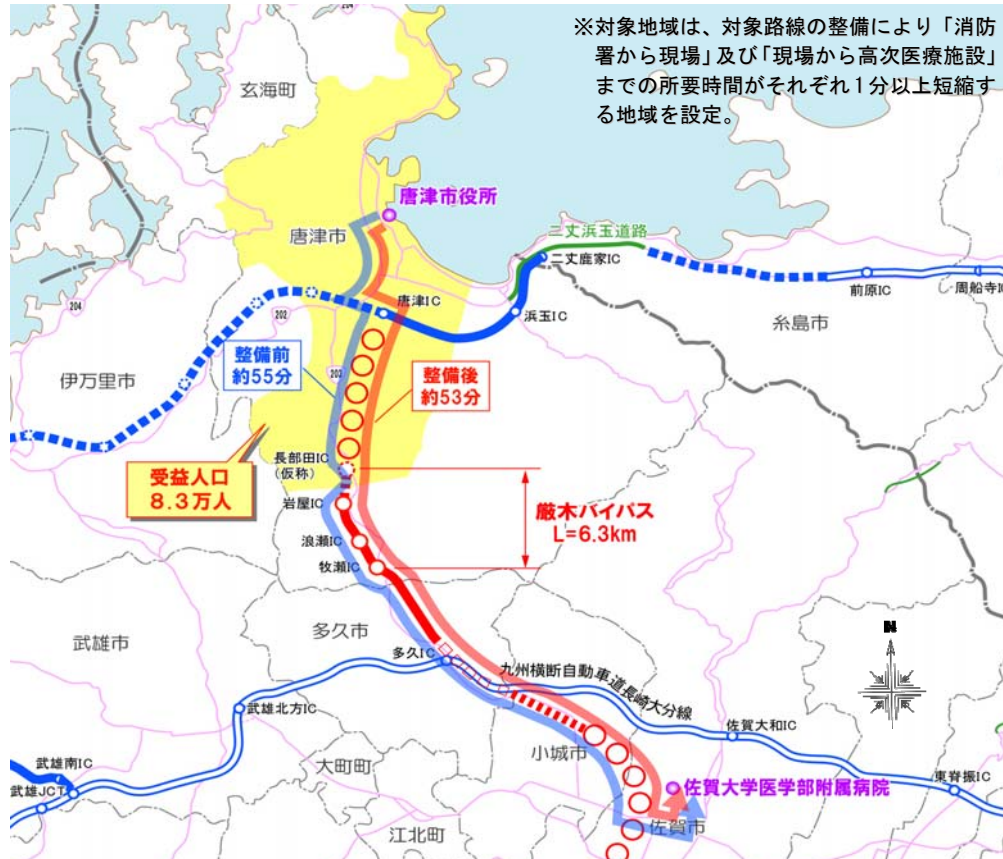 ※対象地域は、対象路線の整備により「消防
署から現場」及び「現場から高次医療施設」
までの所要時間がそれぞれ1分以上短縮す
る地域を設定。
204
玄海町
唐津市役所
唐津市
二丈浜玉道路
二丈鹿家IC
前原IC
周船寺IC
204
202
唐津IC
浜玉IC
糸島市
202
整備前
約55分
203
整備後
約53分
伊万里市
長部田IC
(仮称)
受益人口
8.3万人
岩屋IC
厳木バイパス
L=6.3km
浪瀬IC
牧瀬IC
武雄市
多久市
N
多久IC
九州横断自動車道長崎大分線
武雄北方IC
佐賀大和IC
小城市
大町町
武雄南IC
武雄JCT
佐賀大学医学部附属病院
東脊振IC
江北町
佐賀市